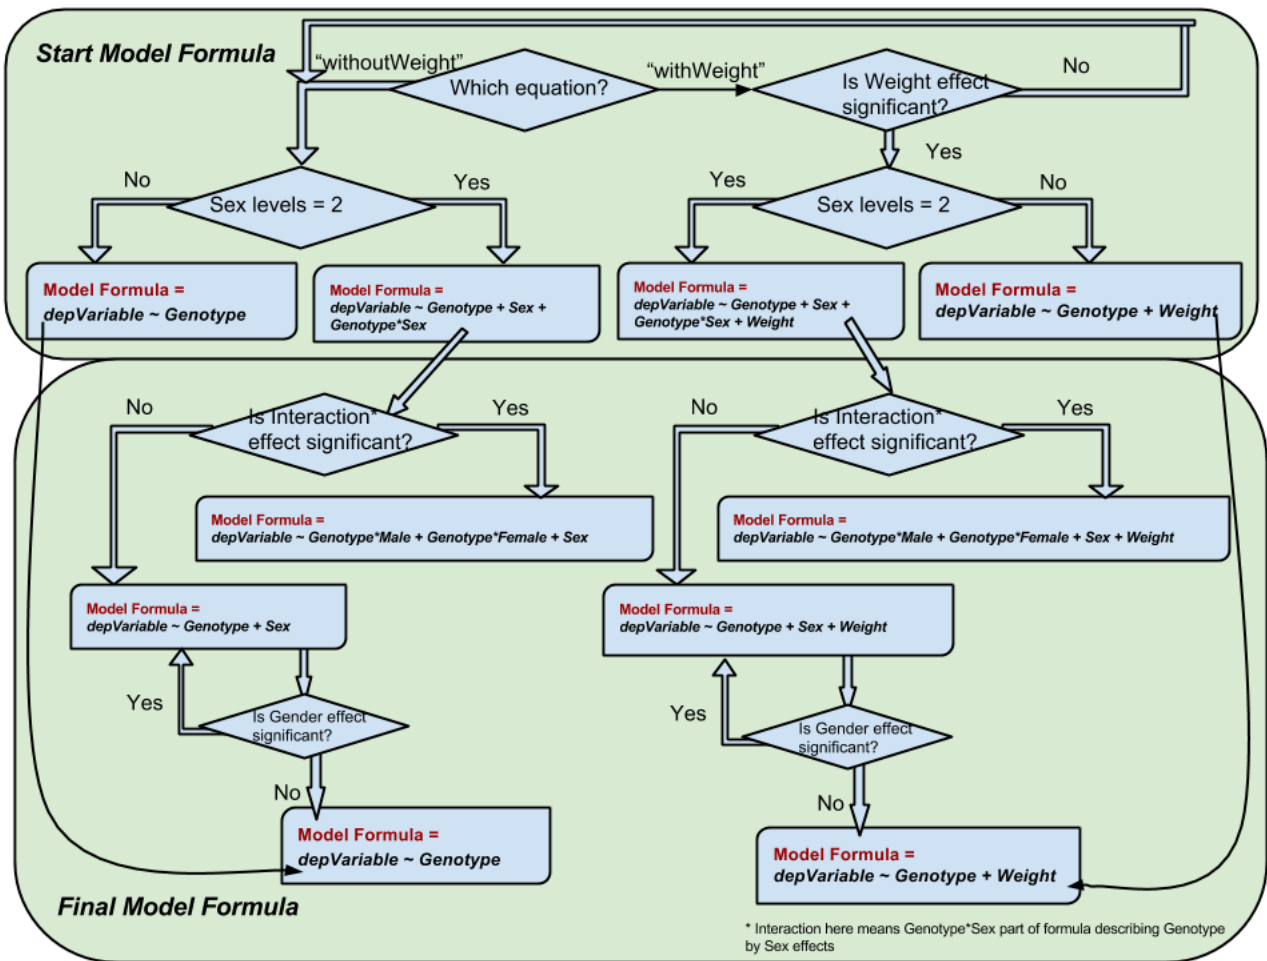 Start Model Formula
“withoutWeight”
Which equation?
“withWeight”
Is Weight effect
significant?
No
Yes
No
Sex levels = 2
Yes
Yes
Sex levels = 2
No
Model Formula =
depVariable ~ Genotype
Model Formula =
depVariable ~ Genotype + Sex +
Genotype*Sex
Model Formula =
depVariable ~ Genotype + Sex +
Genotype*Sex + Weight
Model Formula =
depVariable ~ Genotype + Weight
No
Is Interaction*
effect significant?
Yes
No
Is Interaction*
effect significant?
Yes
Model Formula =
depVariable ~ Genotype*Male + Genotype*Female + Sex
Model Formula =
depVariable ~ Genotype*Male + Genotype*Female + Sex + Weight
Model Formula =
depVariable ~ Genotype + Sex
Model Formula =
depVariable ~ Genotype + Sex + Weight
Yes
Is Gender effect
significant?
Yes
Is Gender effect
significant?
No
No
Model Formula =
depVariable ~ Genotype
Model Formula =
depVariable ~ Genotype + Weight
Final Model Formula
* Interaction here means Genotype*Sex part of formula describing Genotype
by Sex effects